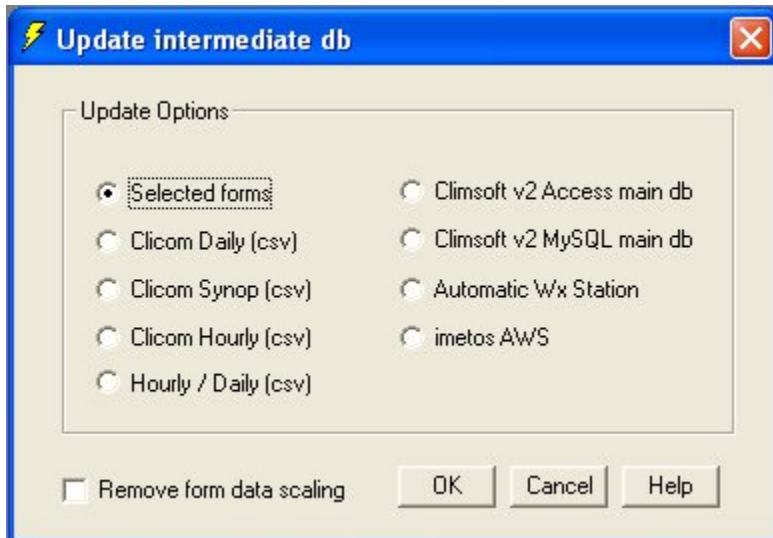 Update intermediate db
Update Options
Selected forms
Clicom Daily (csv)
Clicom Synop (csv)
Clicom Hourly (csv)
Hourly / Daily (csv)
Climsoft v2 Access main db
Climsoft v2 MySQL main db
Automatic Wx Station
imetos AWS
Remove form data scaling
OK
Cancel
Help